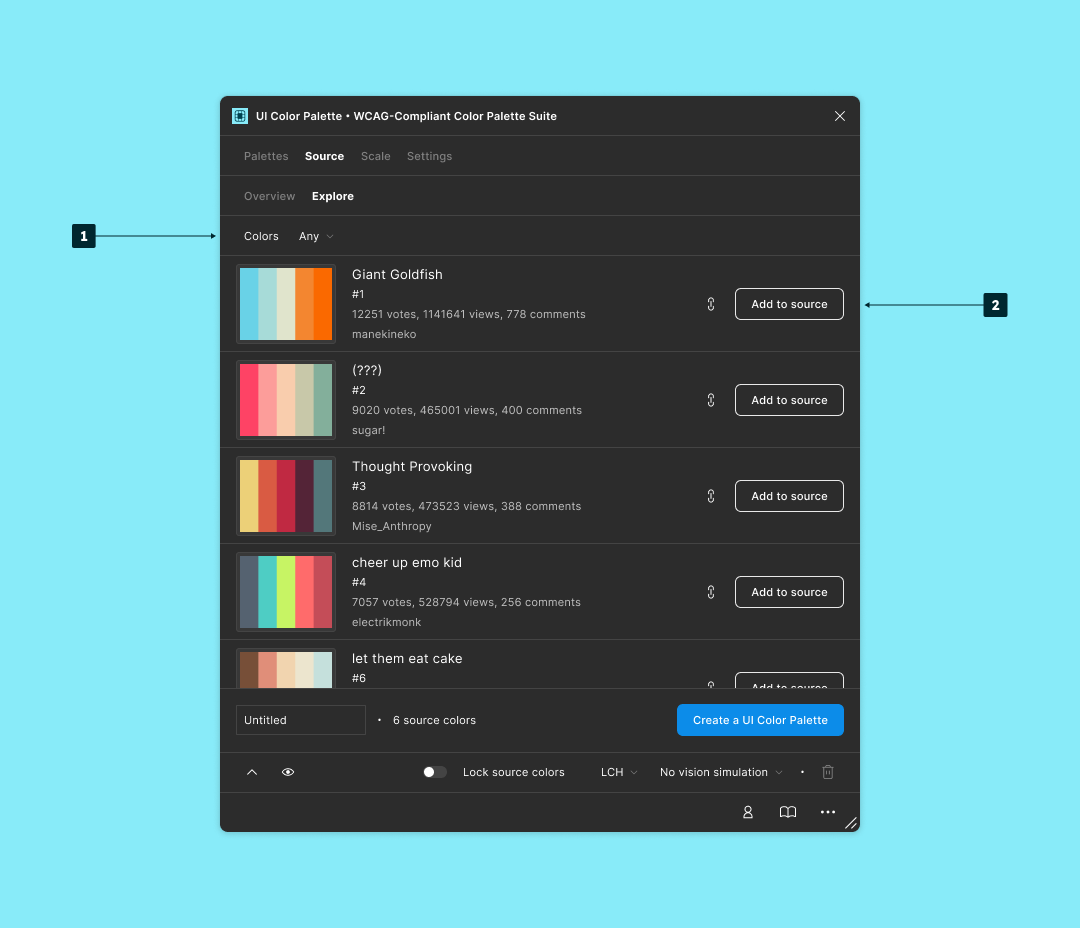 UI Color Palette • WCAG-Compliant Color Palette Suite
Palettes Source Scale Settings
Overview Explore
1
Colors Any
Giant Goldfish
#1
12251 votes, 1141641 views, 778 comments
manekineko
Add to source
2
(???)
#2
9020 votes, 465001 views, 400 comments
sugar!
Add to source
Thought Provoking
#3
8814 votes, 473523 views, 388 comments
Mise_Anthropy
Add to source
cheer up emo kid
#4
7057 votes, 528794 views, 256 comments
electrikmonk
Add to source
let them eat cake
#6
Add to source
Untitled • 6 source colors Create a UI Color Palette
Lock source colors LCH No vision simulation •